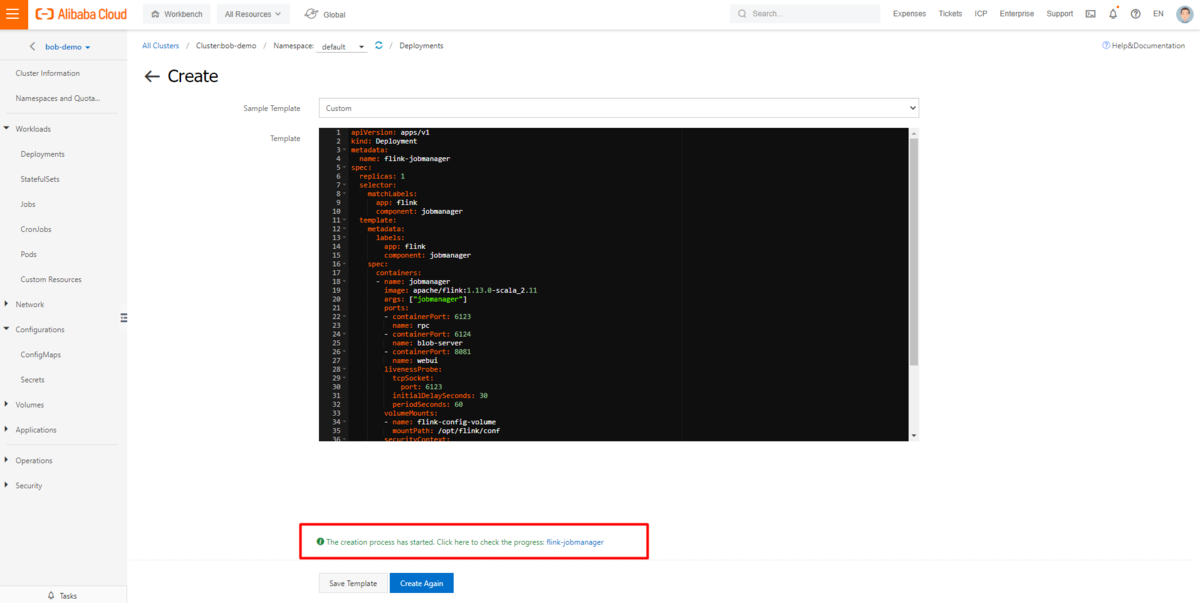 Alibaba Cloud
Workbench
All Resources
Global
Search...
Expenses
Tickets
ICP
Enterprise
Support
EN
bob-demo
All Clusters / Cluster:bob-demo / Namespace: default / Deployments
Help&Documentation
Cluster Information
Namespaces and Quota...
Workloads
Deployments
StatefulSets
Jobs
CronJobs
Pods
Custom Resources
Network
Configurations
ConfigMaps
Secrets
Volumes
Applications
Operations
Security
Tasks
Create
Sample Template
Custom
Template
1 apiVersion: apps/v1
2 kind: Deployment
3 metadata:
4 name: flink-jobmanager
5 spec:
6 replicas: 1
7 selector:
8 matchLabels:
9 app: flink
10 component: jobmanager
11 template:
12 metadata:
13 labels:
14 app: flink
15 component: jobmanager
16 spec:
17 containers:
18 - name: jobmanager
19 image: apache/flink:1.13.0-scala_2.11
20 args: ["jobmanager"]
21 ports:
22 - containerPort: 6123
23 name: rpc
24 - containerPort: 6124
25 name: blob-server
26 - containerPort: 8081
27 name: webui
28 livenessProbe:
29 tcpSocket:
30 port: 6123
31 initialDelaySeconds: 30
32 periodSeconds: 60
33 volumeMounts:
34 - name: flink-config-volume
35 mountPath: /opt/flink/conf
36 securityContext:
The creation process has started. Click here to check the progress: flink-jobmanager
Save Template
Create Again